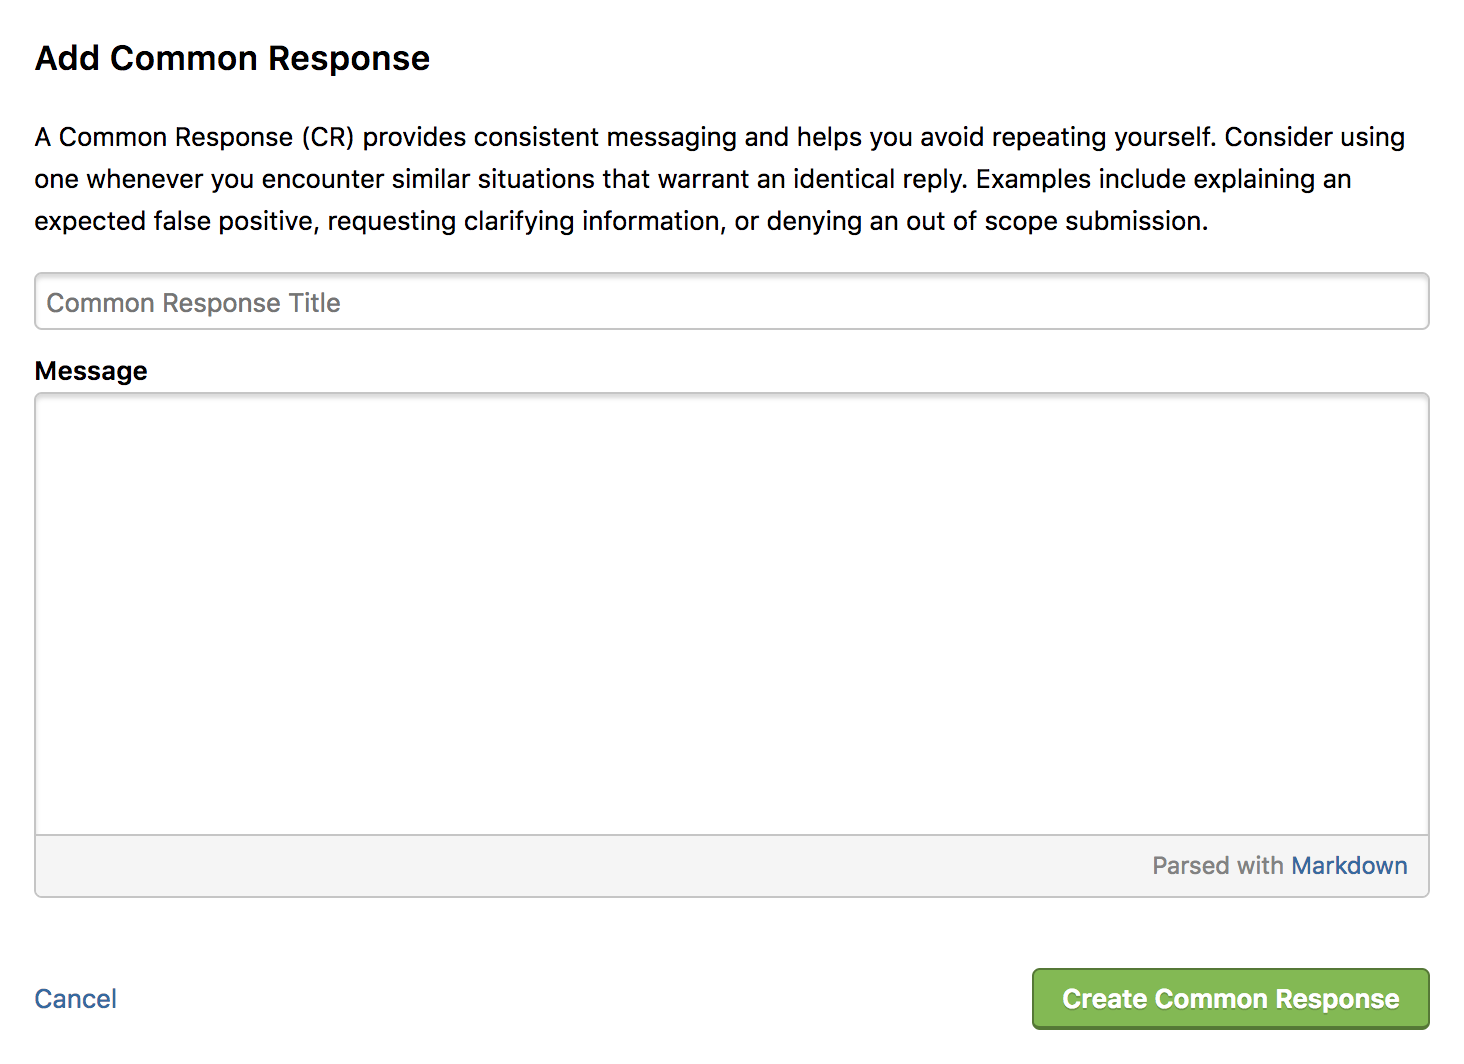 Add Common Response
A Common Response (CR) provides consistent messaging and helps you avoid repeating yourself. Consider using
one whenever you encounter similar situations that warrant an identical reply. Examples include explaining an
expected false positive, requesting clarifying information, or denying an out of scope submission.
Common Response Title
Message
Parsed with Markdown
Cancel
Create Common Response